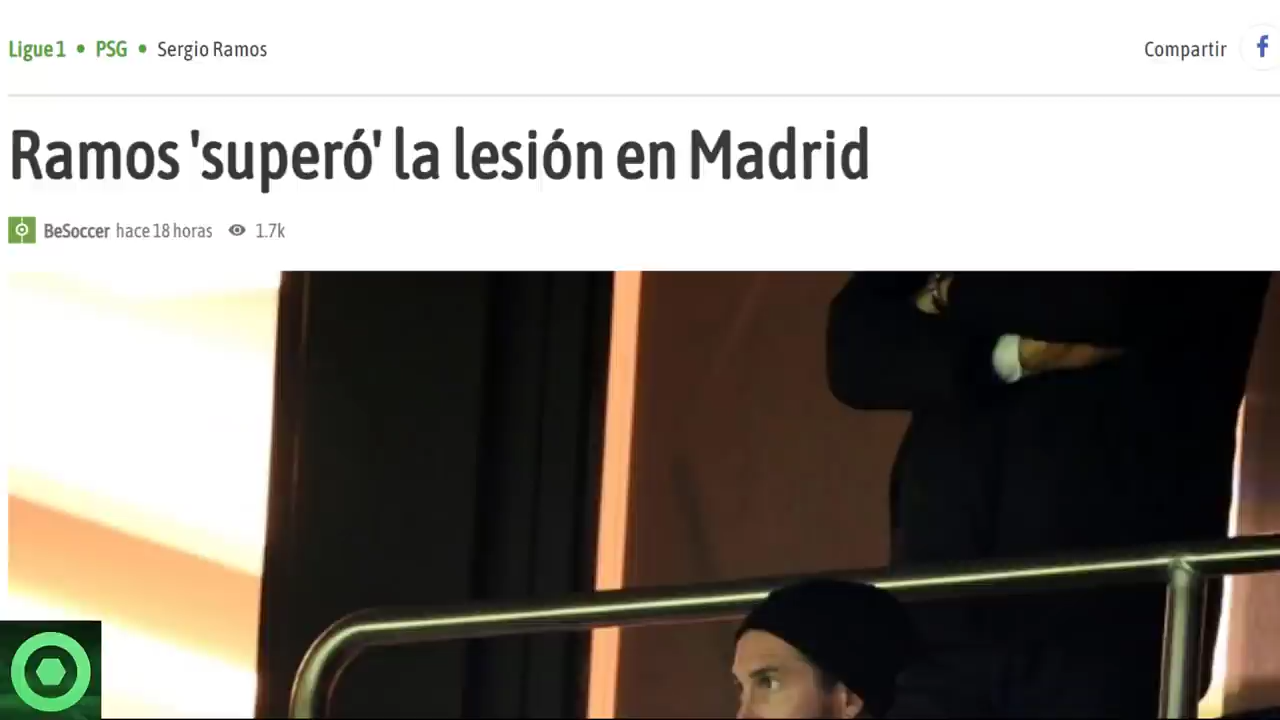 Ligue 1 • PSG • Sergio Ramos Compartir
Ramos 'superó' la lesión en Madrid
BeSoccer hace 18 horas 1.7k